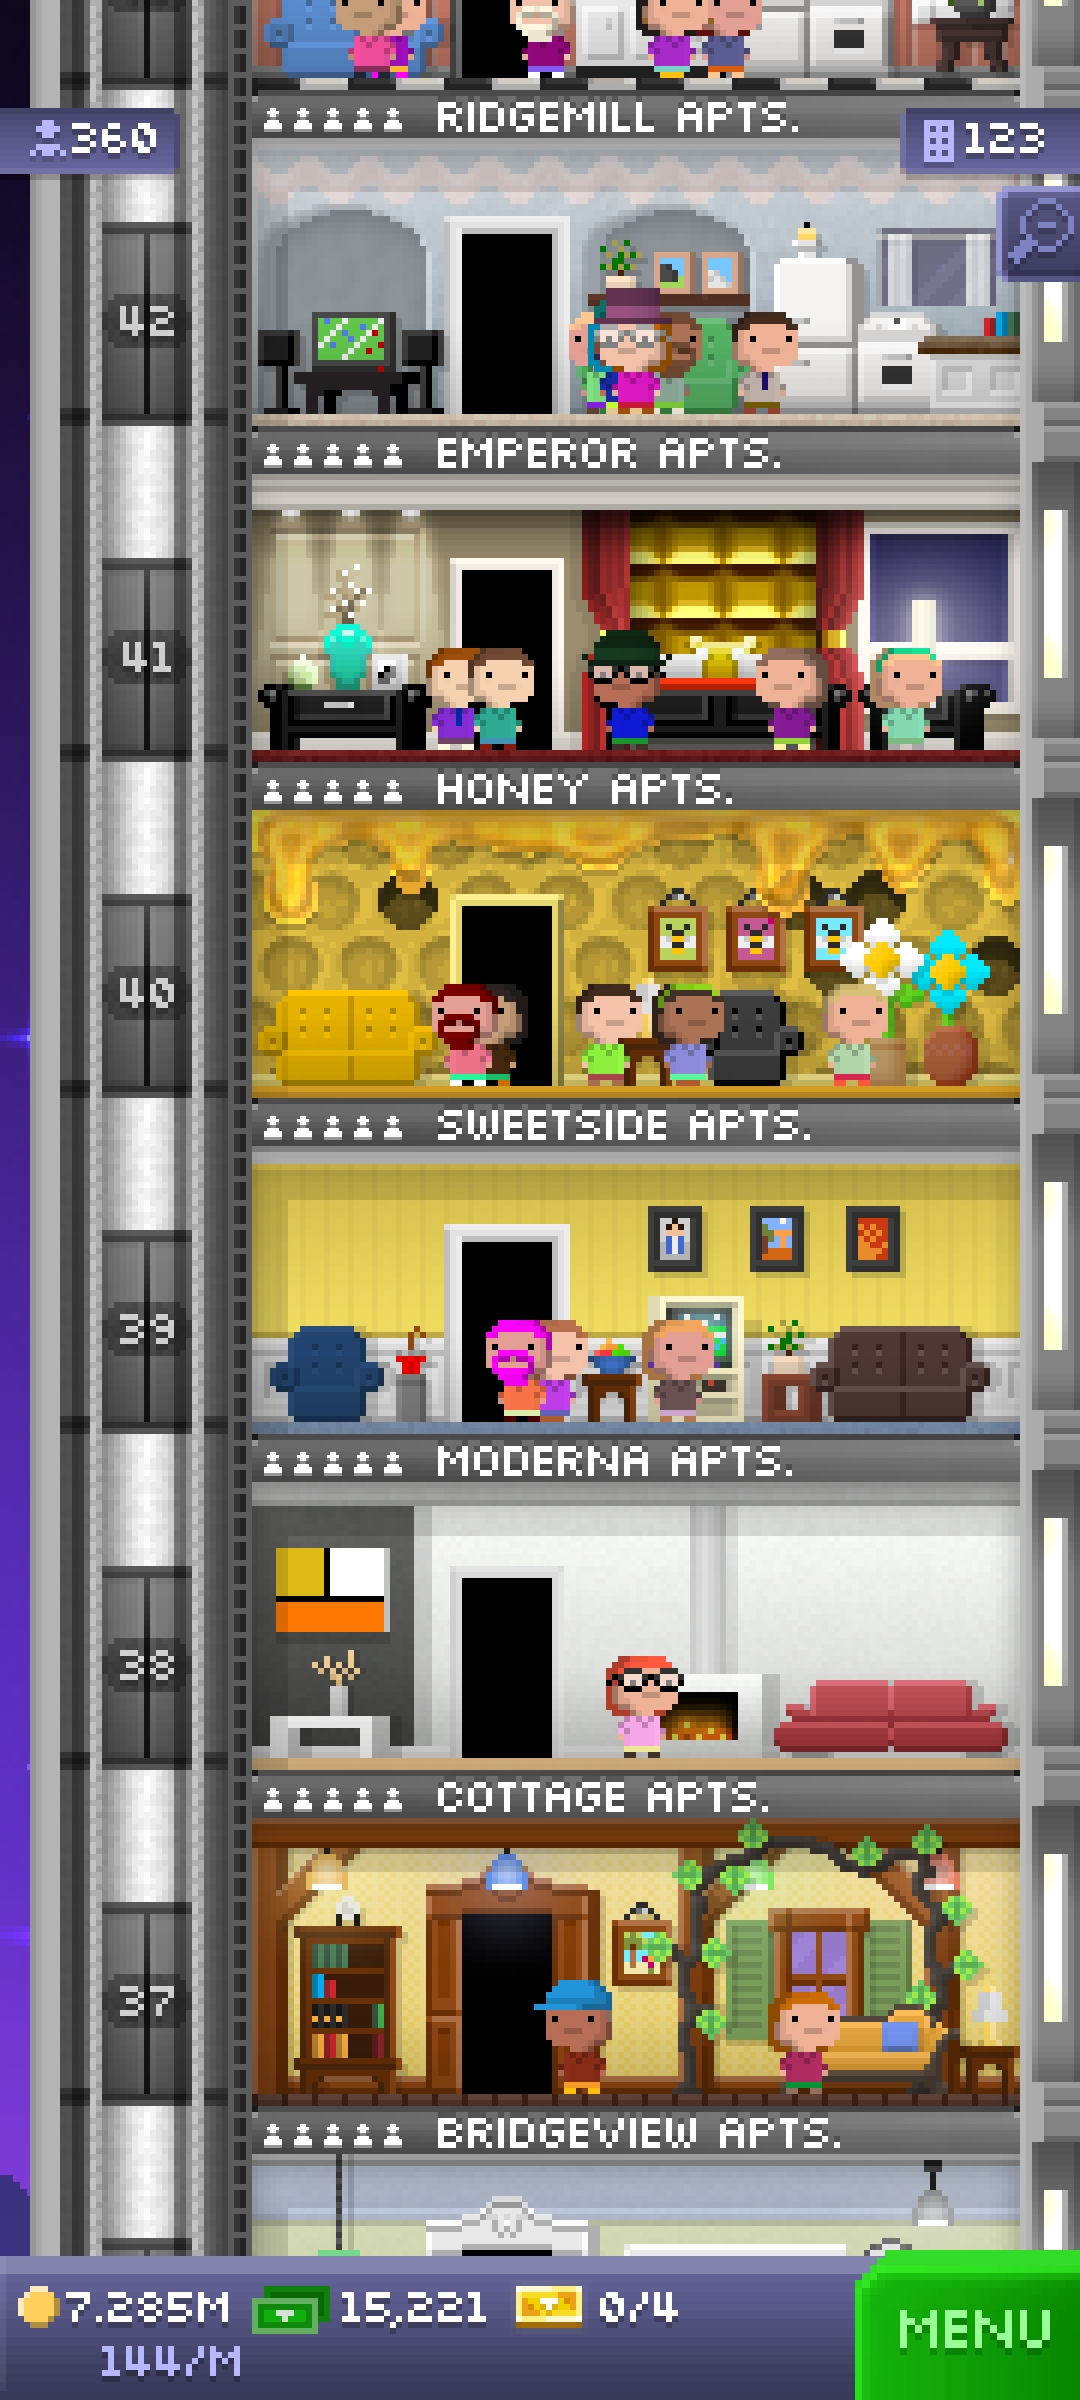 RIDGEMILL APTS.
360
123
42
EMPEROR APTS.
41
HONEY APTS.
40
SWEETSIDE APTS.
39
MODERNA APTS.
38
COTTAGE APTS.
37
BRIDGEVIEW APTS.
7.285M 15,221 0/4
144/M
MENU